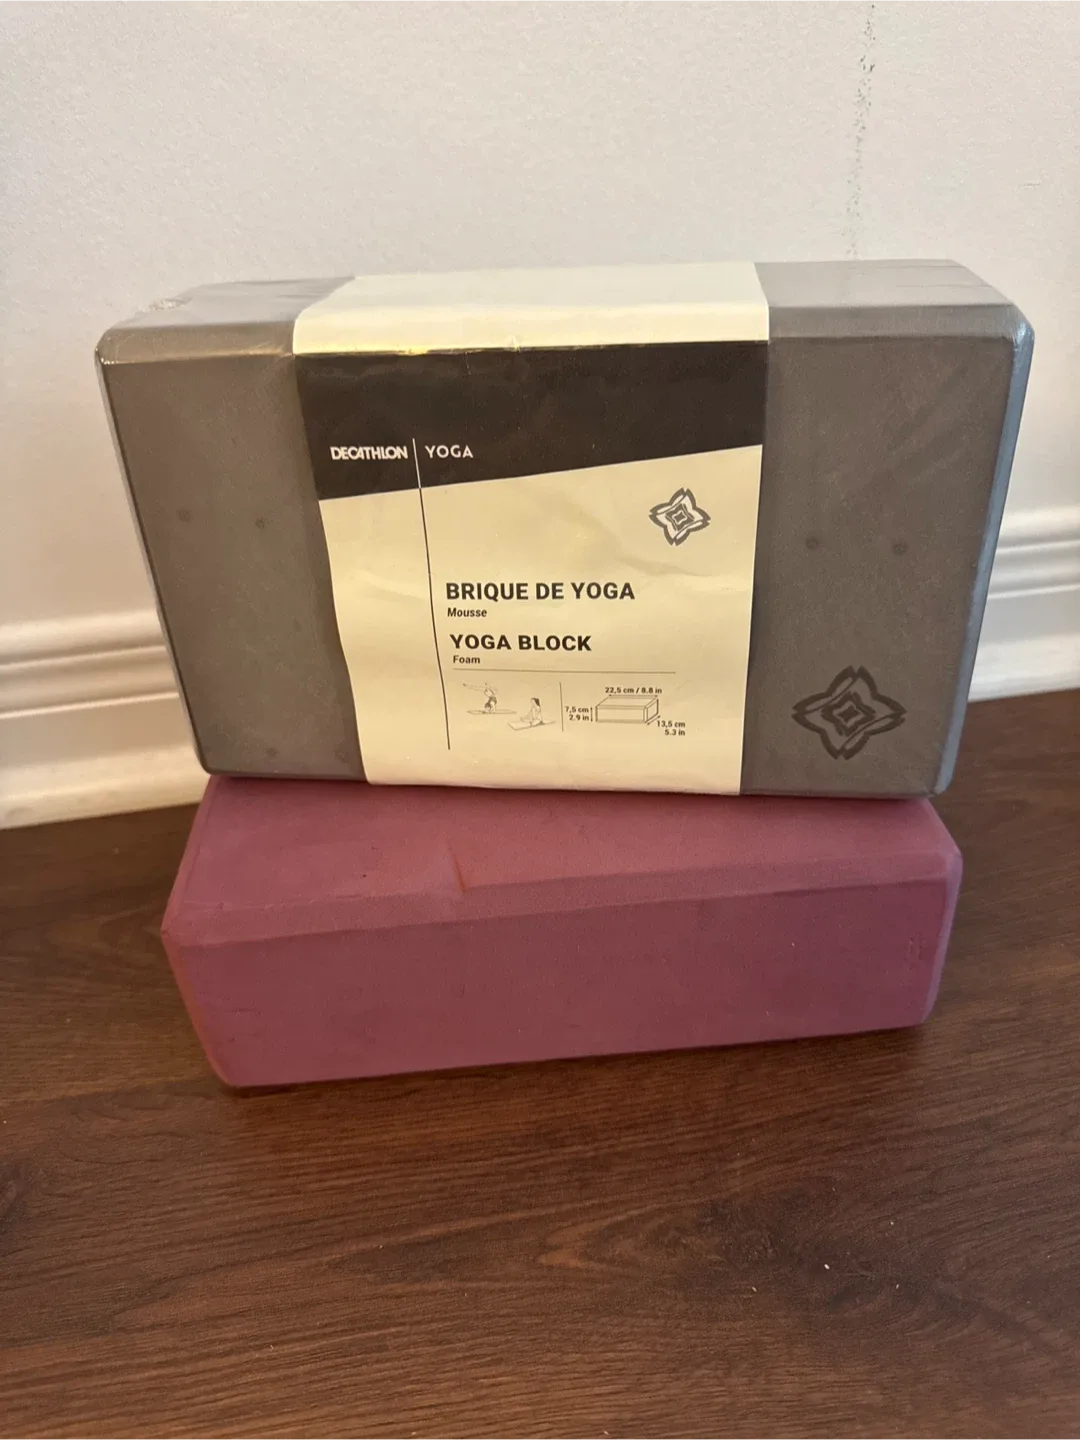 DECATHLON | YOGA
BRIQUE DE YOGA
Mousse
YOGA BLOCK
Foam
22,5 cm / 8.8 in
7,5 cm
2.9 in
13,5 cm
5.3 in